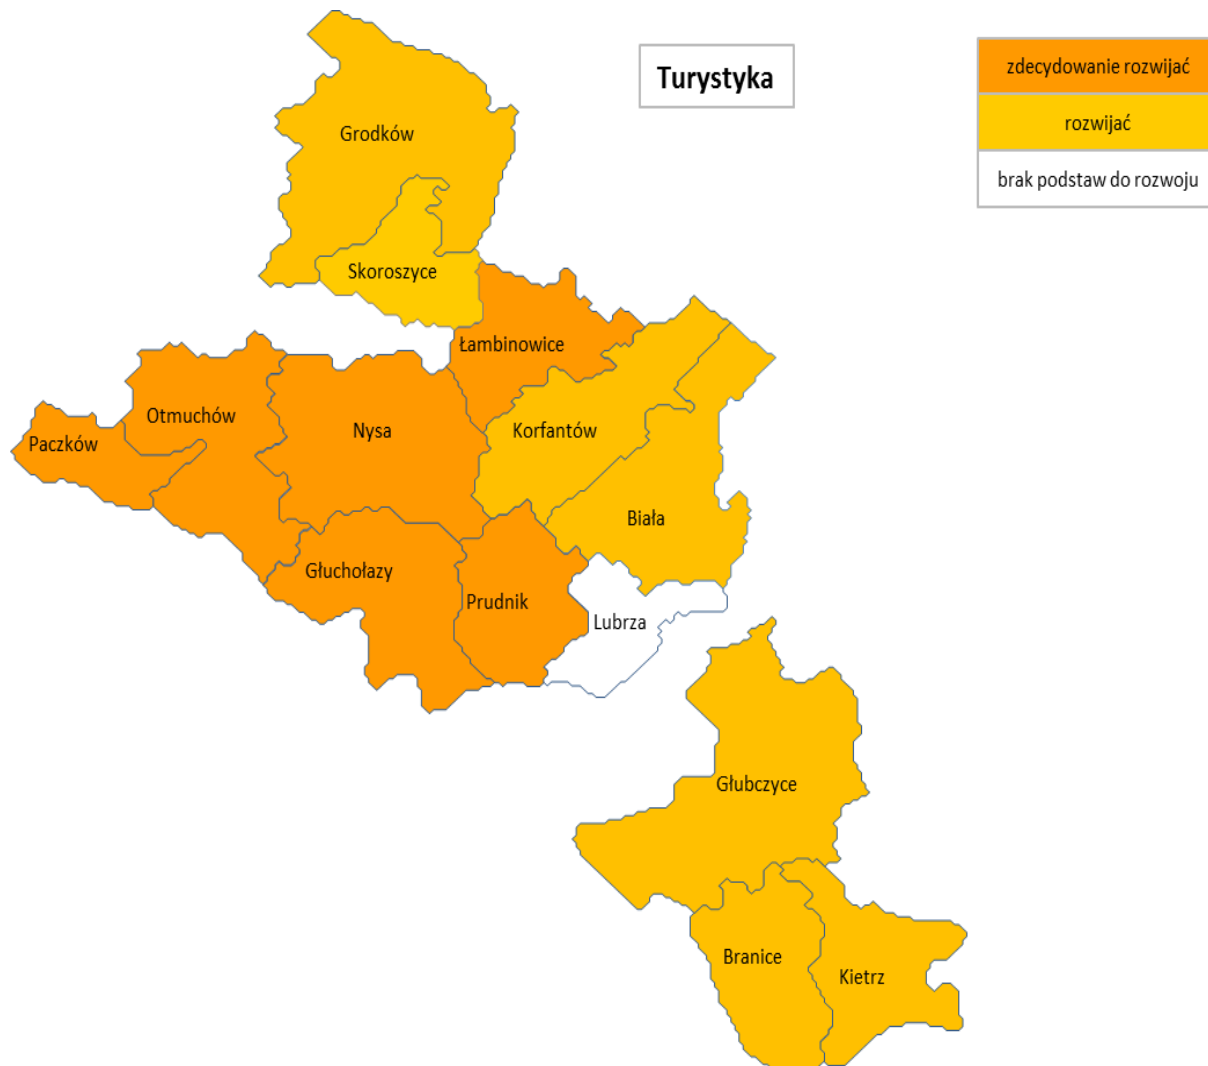 Turystyka
zdecydowanie rozwijać
rozwijać
brak podstaw do rozwoju
Grodków
Skoroszyce
Łambinowice
Otmuchów
Nysa
Korfantów
Paczków
Biała
Głuchołazy
Prudnik
Lubrza
Głubczyce
Branice
Kietrz